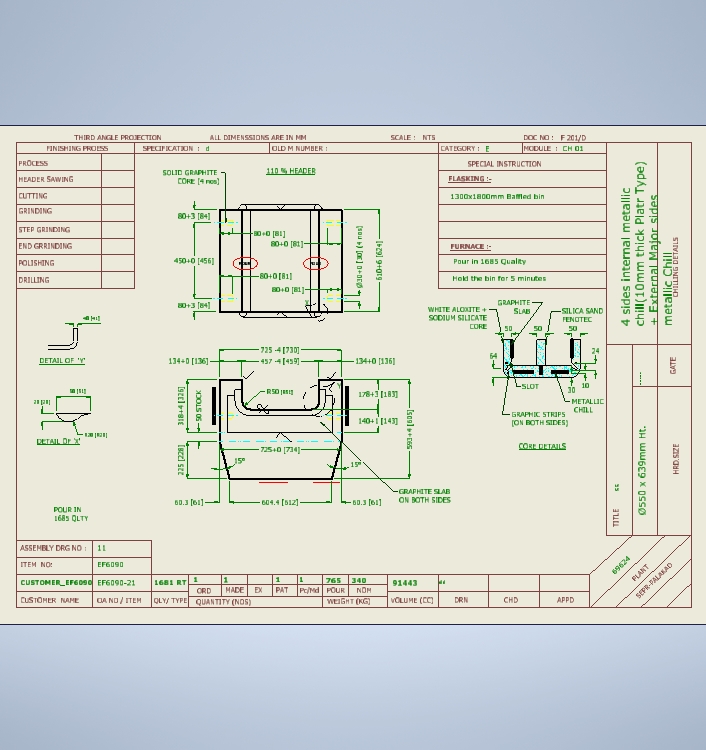 THIRD ANGLE PROJECTION
ALL DIMENSSIONS ARE IN MM
SCALE : NTS
DOC NO : F 201/D
FINISHING PROESS
SPECIFICATION : d
OLD M NUMBER :
CATEGORY : E
MODULE : CH 01
PROCESS
HEADER SAWING
CUTTING
GRINDING
STEP GRINDING
END GRRINDING
POLISHING
DRILLING
SOLID GRAPHITE
CORE (4 nos)
110 % HEADER
80+3 [84]
80+0 [81]
80+0 [81]
450+0 [456]
80+0 [81]
80+0 [81]
80+3 [84]
610+6 [624]
SPECIAL INSTRUCTION
FLASKING :-
1300x1800mm Baffled bin
FURNACE : -
Pour in 1685 Quality
Hold the bin for 5 minutes
4 sides internal metallic
chill(10mm thick Platr Type)
+ External Major sides
metallic Chill
CHILLING DETAILS
DETAIL OF 'Y'
DETAIL OF 'X'
POUR IN
1685 QLTY
725 -4 [730]
134+0 [136]
457 -4 [459]
134+0 [136]
318+4 [326]
50 STOCK
178+3 [183]
140+1 [143]
593+4 [605]
725+0 [734]
225 [228]
15°
15°
60.3 [61]
604.4 [612]
60.3 [61]
GRAPHITE SLAB
ON BOTH SIDES
WHITE ALOXITE +
SODIUM SILICATE
CORE
GRAPHITE
SLAB
SILICA SAND
FENOTEC
50
50
50
64
24
SLOT
30
10
METALLIC
CHILL
GRAPHIC STRIPS
(ON BOTH SIDES)
CORE DETAILS
GATE
HRD.SIZE
Ø550 x 639mm Ht.
TITLE
ss
ASSEMBLY DRG NO : 11
ITEM NO: EF6090
CUSTOMER_EF6090 EF6090-21 1681 RT 1 1 1 1 765 340 91443
ORD MADE EX PAT Pc/Md POUR NOM
CUSTOMER NAME OA NO / ITEM QLY/ TYPE QUANTITY (NOS) WEIGHT (KG) VOLUME (CC) DRN CHD APPD
69624
PLANT
SEPR-PALAKAD